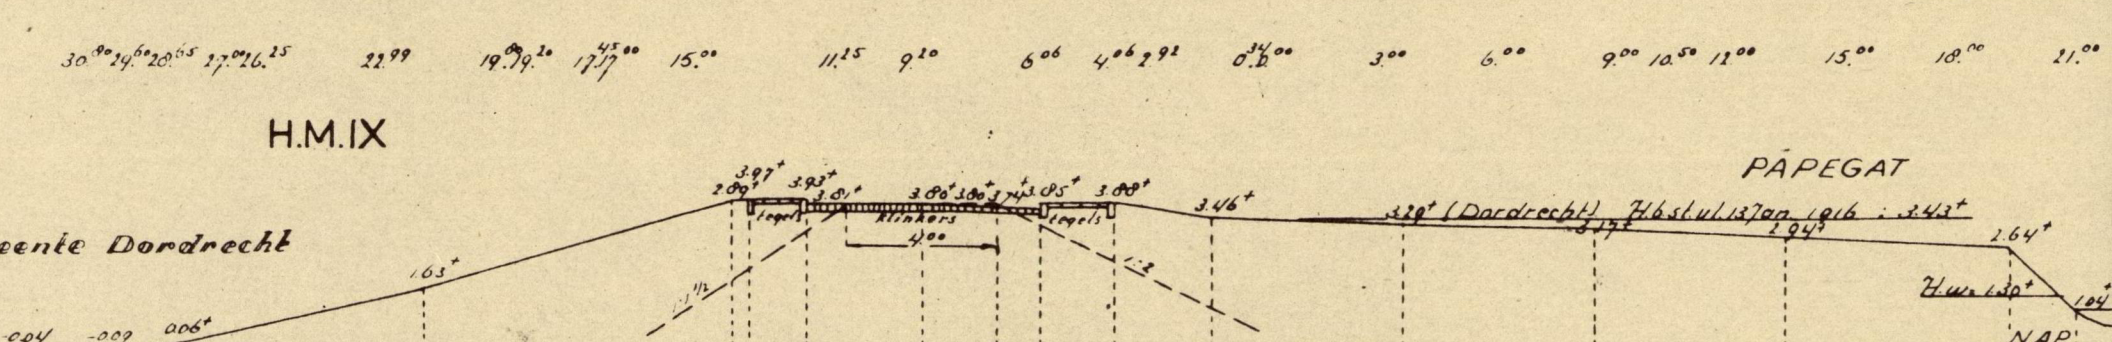 30.80 29.60 28.65 27.00 26.25 22.99 19.80 19.20 17.45 17.00 15.00 11.25 9.20 6.06 4.06 2.92 0.34 0.00 3.00 6.00 9.00 10.50 12.00 15.00 18.00 21.00
H.M.IX
PAPEGAT
3.97+ 3.93+ 3.81+ 3.80+ 3.80+ 3.74+ 3.85+ 3.88+
tegels klinkers tegels
3.46+
3.29+ (Dordrecht) H.b.st.vl. 13 Jan. 1916 : 3.43+
2.94+ 2.64+
eente Dordrecht
4.00
1.63+
1:1½
1:2
H.w. 1.30+
1.04+
0.06+
-0.04 -0.09
NAP